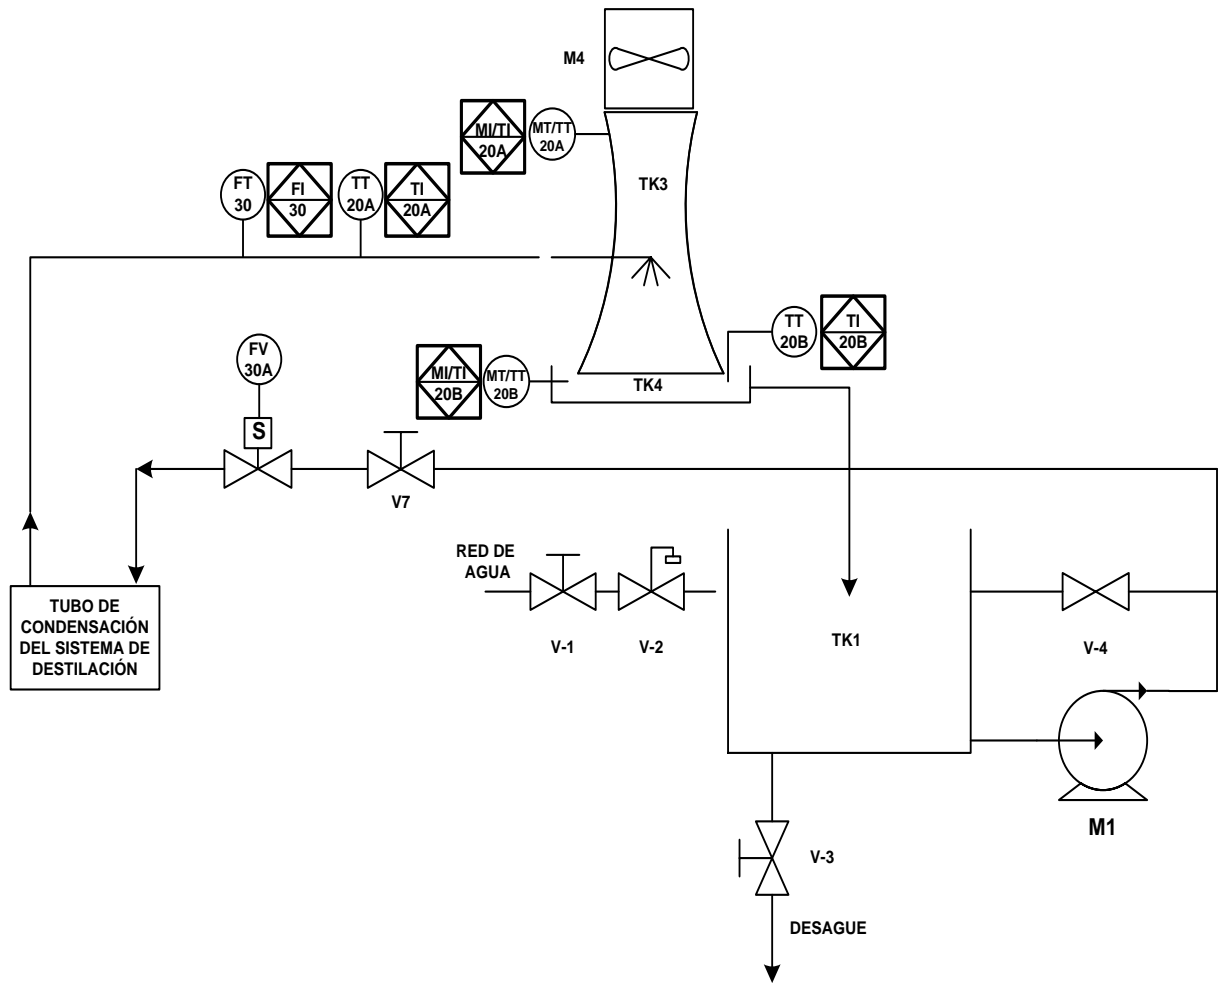 M4
MI/TI
20A
MT/TT
20A
TK3
FT
30
FI
30
TT
20A
TI
20A
TT
20B
TI
20B
FV
30A
MI/TI
20B
MT/TT
20B
TK4
S
V7
RED DE
AGUA
V-1
V-2
TK1
V-4
TUBO DE
CONDENSACIÓN
DEL SISTEMA DE
DESTILACIÓN
M1
V-3
DESAGUE